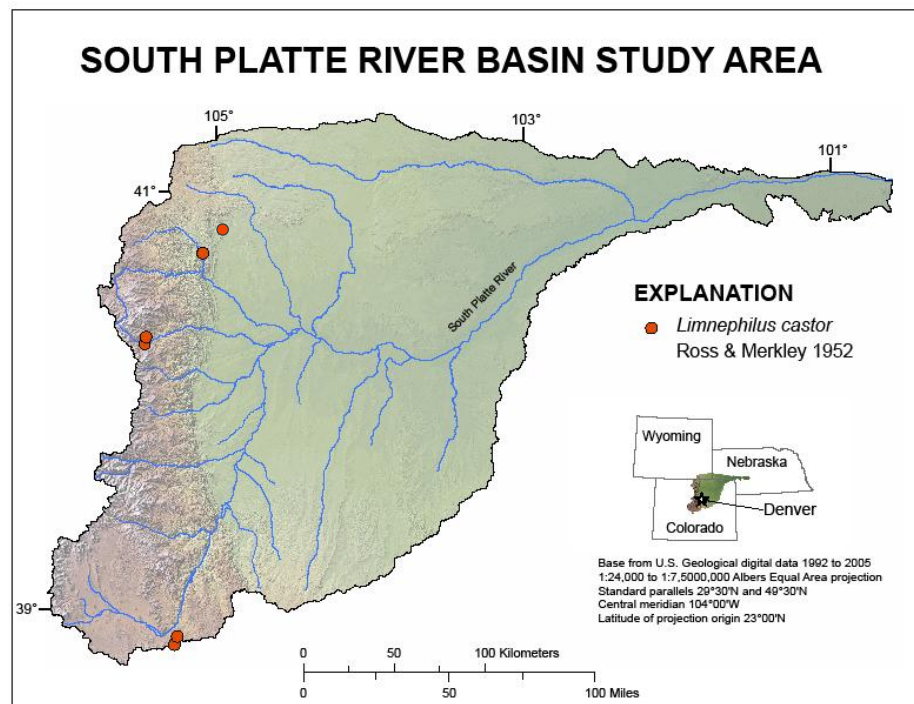 SOUTH PLATTE RIVER BASIN STUDY AREA
105°
103°
101°
41°
South Platte River
EXPLANATION
Limnephilus castor
Ross & Merkley 1952
Wyoming
Nebraska
Denver
Colorado
Base from U.S. Geological digital data 1992 to 2005
1:24,000 to 1:7,5000,000 Albers Equal Area projection
Standard parallels 29°30'N and 49°30'N
Central meridian 104°00'W
Latitude of projection origin 23°00'N
39°
0 50 100 Kilometers
0 50 100 Miles